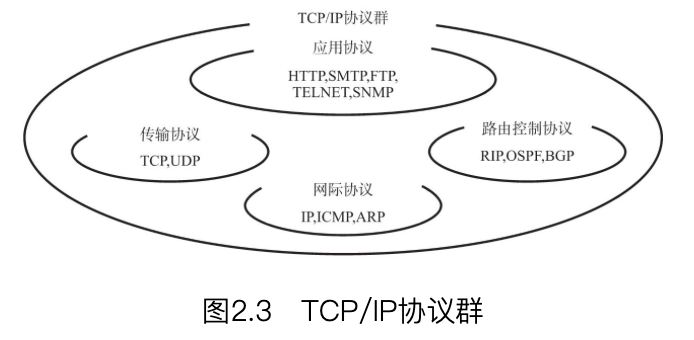 TCP/IP协议群
应用协议
HTTP,SMTP,FTP,
TELNET,SNMP
传输协议
TCP,UDP
路由控制协议
RIP,OSPF,BGP
网际协议
IP,ICMP,ARP
图2.3 TCP/IP协议群